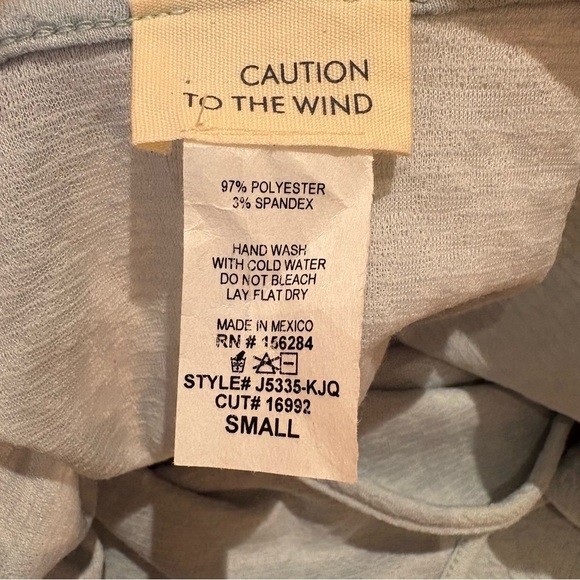 CAUTION
TO THE WIND
97% POLYESTER
3% SPANDEX
HAND WASH
WITH COLD WATER
DO NOT BLEACH
LAY FLAT DRY
MADE IN MEXICO
RN # 156284
STYLE# J5335-KJQ
CUT# 16992
SMALL